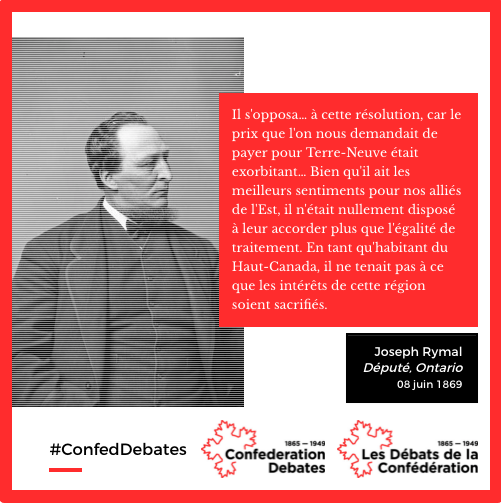 Il s'opposa... à cette résolution, car le
prix que l'on nous demandait de
payer pour Terre-Neuve était
exorbitant... Bien qu'il ait les
meilleurs sentiments pour nos alliés
de l'Est, il n'était nullement disposé
à leur accorder plus que l'égalité de
traitement. En tant qu'habitant du
Haut-Canada, il ne tenait pas à ce
que les intérêts de cette région
soient sacrifiés.
Joseph Rymal
Député, Ontario
08 juin 1869
#ConfedDebates
1865 — 1949
Confederation
Debates
1865 — 1949
Les Débats de la
Confédération